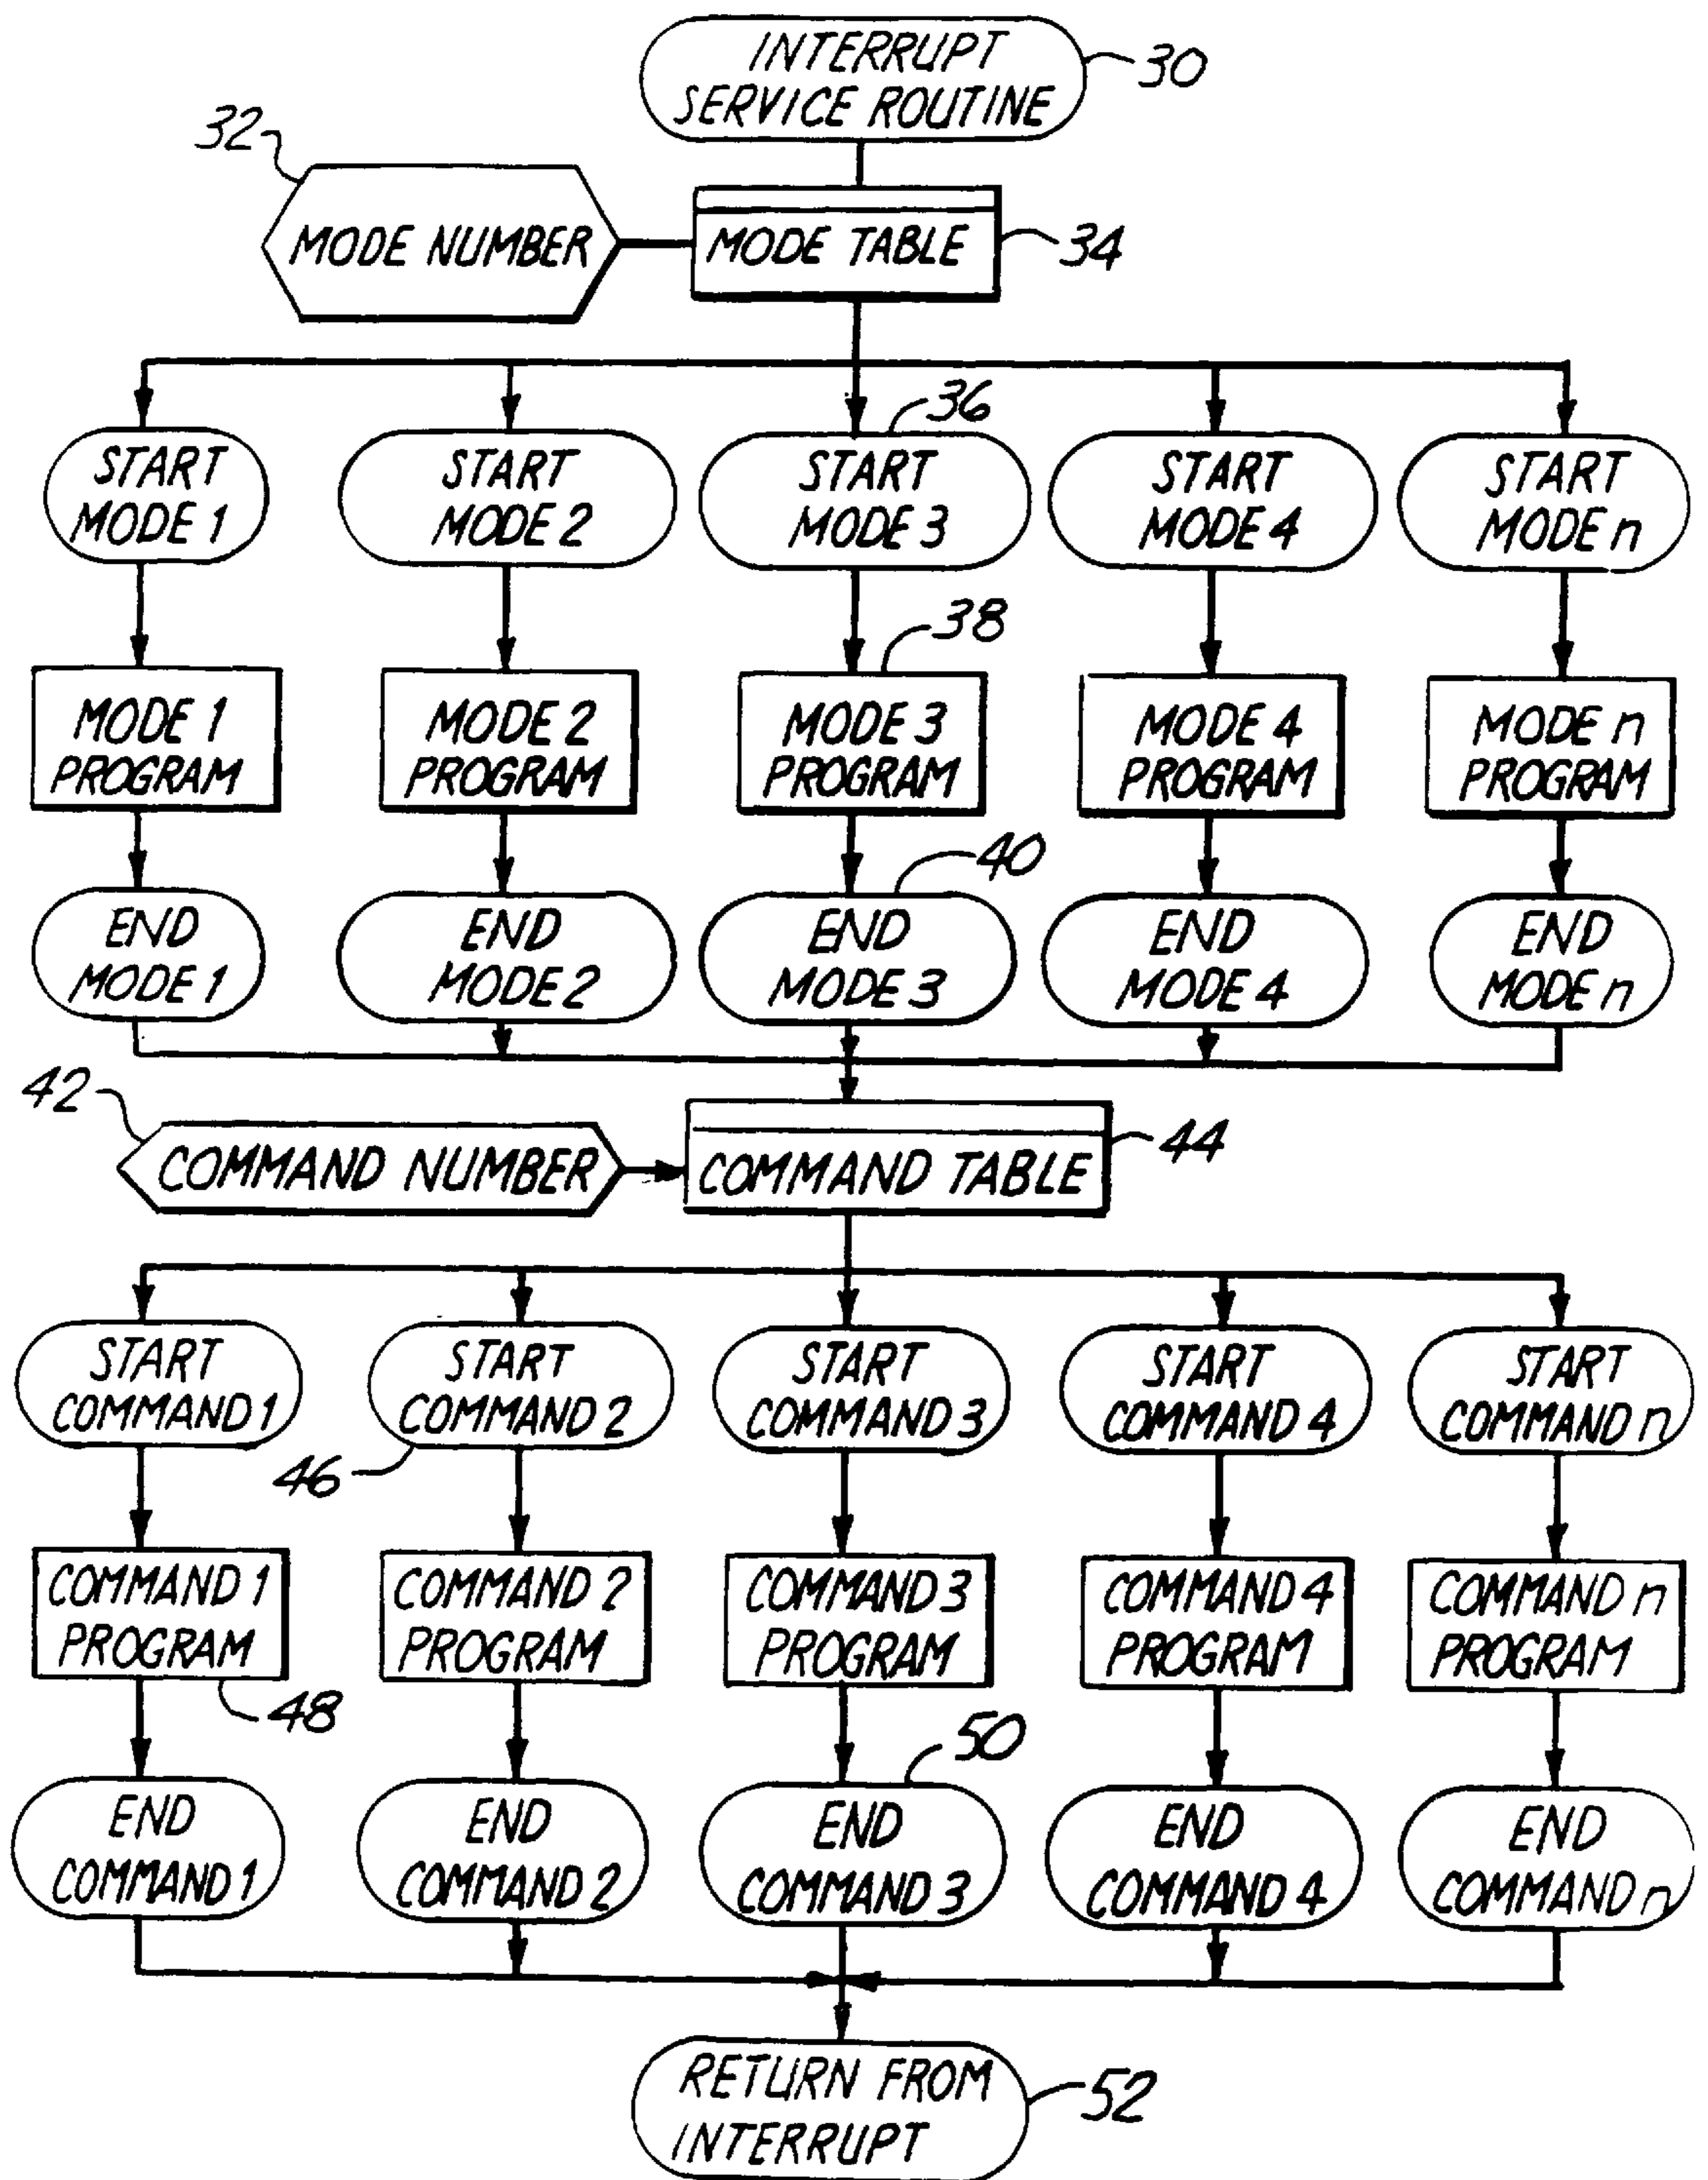 INTERRUPT
SERVICE ROUTINE
30
32
MODE NUMBER
MODE TABLE
34
36
START
MODE 1
START
MODE 2
START
MODE 3
START
MODE 4
START
MODE n
38
MODE 1
PROGRAM
MODE 2
PROGRAM
MODE 3
PROGRAM
MODE 4
PROGRAM
MODE n
PROGRAM
40
END
MODE 1
END
MODE 2
END
MODE 3
END
MODE 4
END
MODE n
42
COMMAND NUMBER
COMMAND TABLE
44
START
COMMAND 1
START
COMMAND 2
START
COMMAND 3
START
COMMAND 4
START
COMMAND n
46
COMMAND 1
PROGRAM
COMMAND 2
PROGRAM
COMMAND 3
PROGRAM
COMMAND 4
PROGRAM
COMMAND n
PROGRAM
48
50
END
COMMAND 1
END
COMMAND 2
END
COMMAND 3
END
COMMAND 4
END
COMMAND n
RETURN FROM
INTERRUPT
52